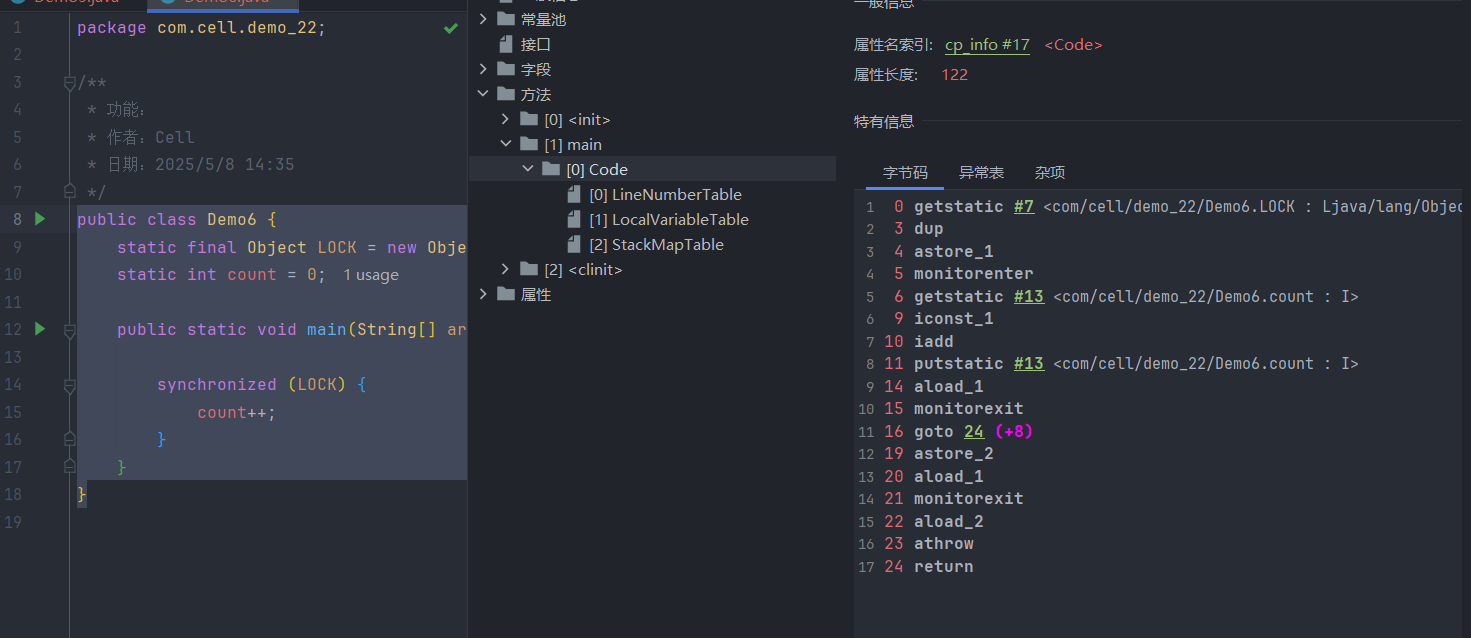 package com.cell.demo_22;
/**
* 功能：
* 作者：Cell
* 日期：2025/5/8 14:35
*/
public class Demo6 {
static final Object LOCK = new Obje
static int count = 0; 1 usage
public static void main(String[] ar
synchronized (LOCK) {
count++;
}
}
}
1
2
3
4
5
6
7
8
9
10
11
12
13
14
15
16
17
18
19
常量池
接口
字段
方法
[0] <init>
[1] main
[0] Code
[0] LineNumberTable
[1] LocalVariableTable
[2] StackMapTable
[2] <clinit>
属性
一般信息
属性名索引: cp_info #17 <Code>
属性长度: 122
特有信息
字节码 异常表 杂项
1 0 getstatic #7 <com/cell/demo_22/Demo6.LOCK : Ljava/lang/Objec
2 3 dup
3 4 astore_1
4 5 monitorenter
5 6 getstatic #13 <com/cell/demo_22/Demo6.count : I>
6 9 iconst_1
7 10 iadd
8 11 putstatic #13 <com/cell/demo_22/Demo6.count : I>
9 14 aload_1
10 15 monitorexit
11 16 goto 24 (+8)
12 19 astore_2
13 20 aload_1
14 21 monitorexit
15 22 aload_2
16 23 athrow
17 24 return